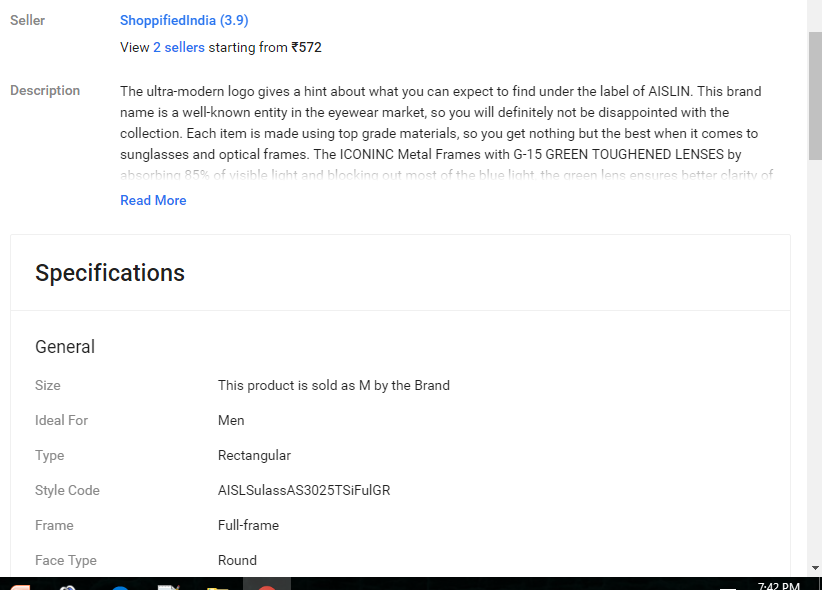 Seller ShoppifiedIndia (3.9)
View 2 sellers starting from ₹572
Description The ultra-modern logo gives a hint about what you can expect to find under the label of AISLIN. This brand
name is a well-known entity in the eyewear market, so you will definitely not be disappointed with the
collection. Each item is made using top grade materials, so you get nothing but the best when it comes to
sunglasses and optical frames. The ICONINC Metal Frames with G-15 GREEN TOUGHENED LENSES by
absorbing 85% of visible light and blocking out most of the blue light, the green lens ensures better clarity of
Read More
Specifications
General
Size This product is sold as M by the Brand
Ideal For Men
Type Rectangular
Style Code AISLSulassAS3025TSiFulGR
Frame Full-frame
Face Type Round
7:42 PM